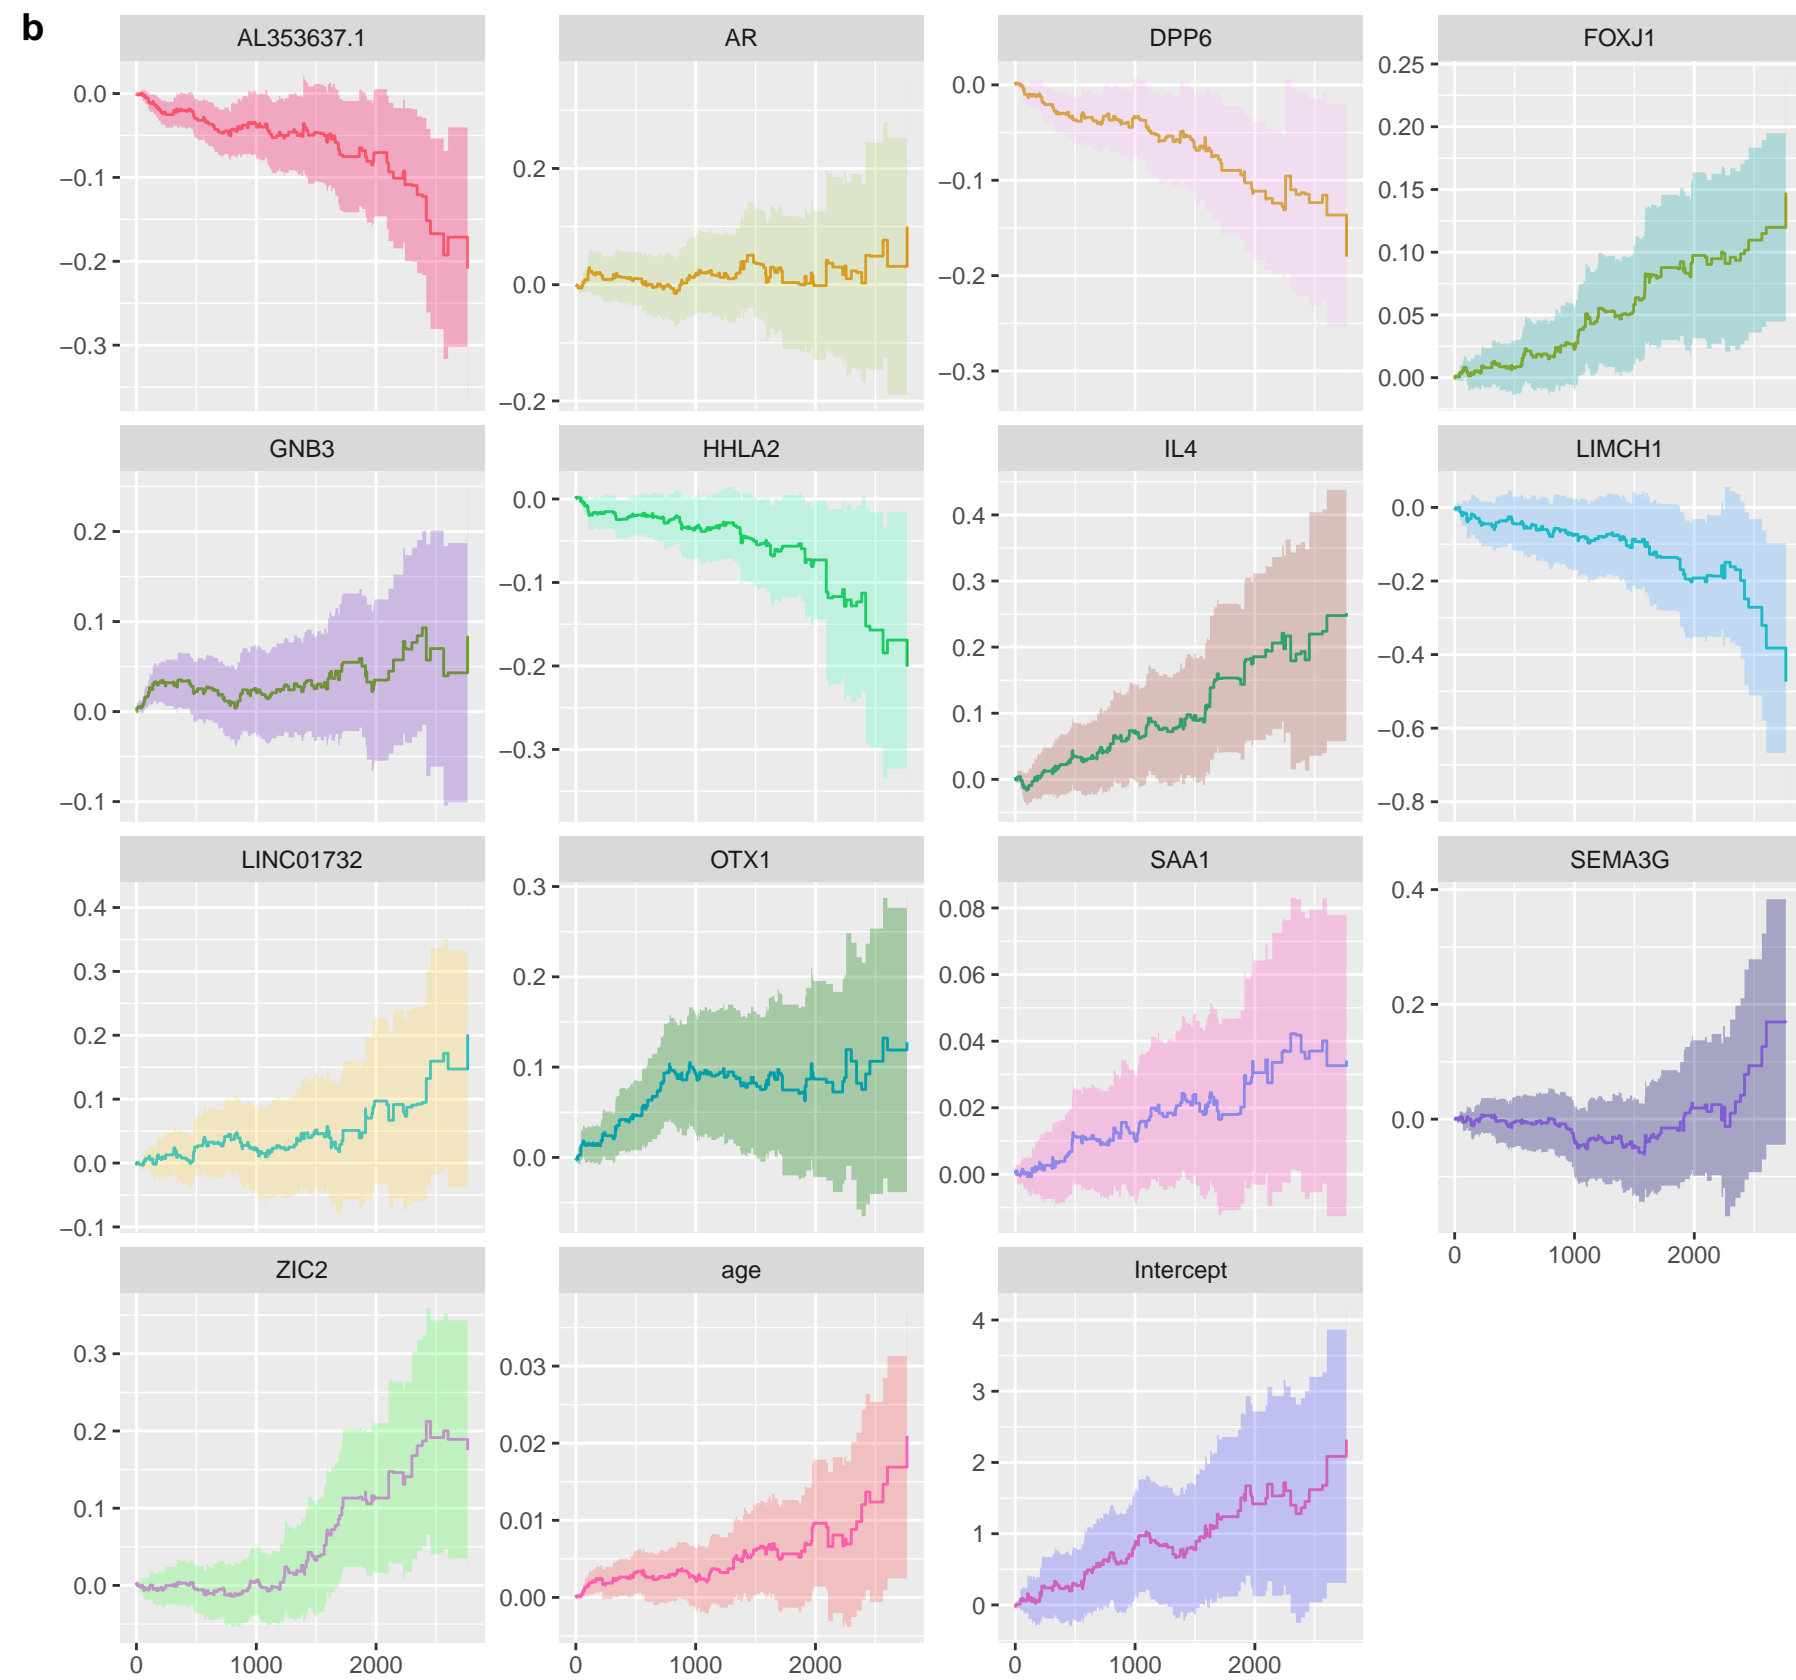 b
AL353637.1 AR DPP6 FOXJ1
0.0 −0.1 −0.2 −0.3
0.2 0.0 −0.2
0.0 −0.1 −0.2 −0.3
0.25 0.20 0.15 0.10 0.05 0.00
GNB3 HHLA2 IL4 LIMCH1
0.2 0.1 0.0 −0.1
0.0 −0.1 −0.2 −0.3
0.4 0.3 0.2 0.1 0.0
0.0 −0.2 −0.4 −0.6 −0.8
LINC01732 OTX1 SAA1 SEMA3G
0.4 0.3 0.2 0.1 0.0 −0.1
0.3 0.2 0.1 0.0
0.08 0.06 0.04 0.02 0.00
0.4 0.2 0.0
0 1000 2000
ZIC2 age Intercept
0.3 0.2 0.1 0.0
0.03 0.02 0.01 0.00
4 3 2 1 0
0 1000 2000 0 1000 2000 0 1000 2000